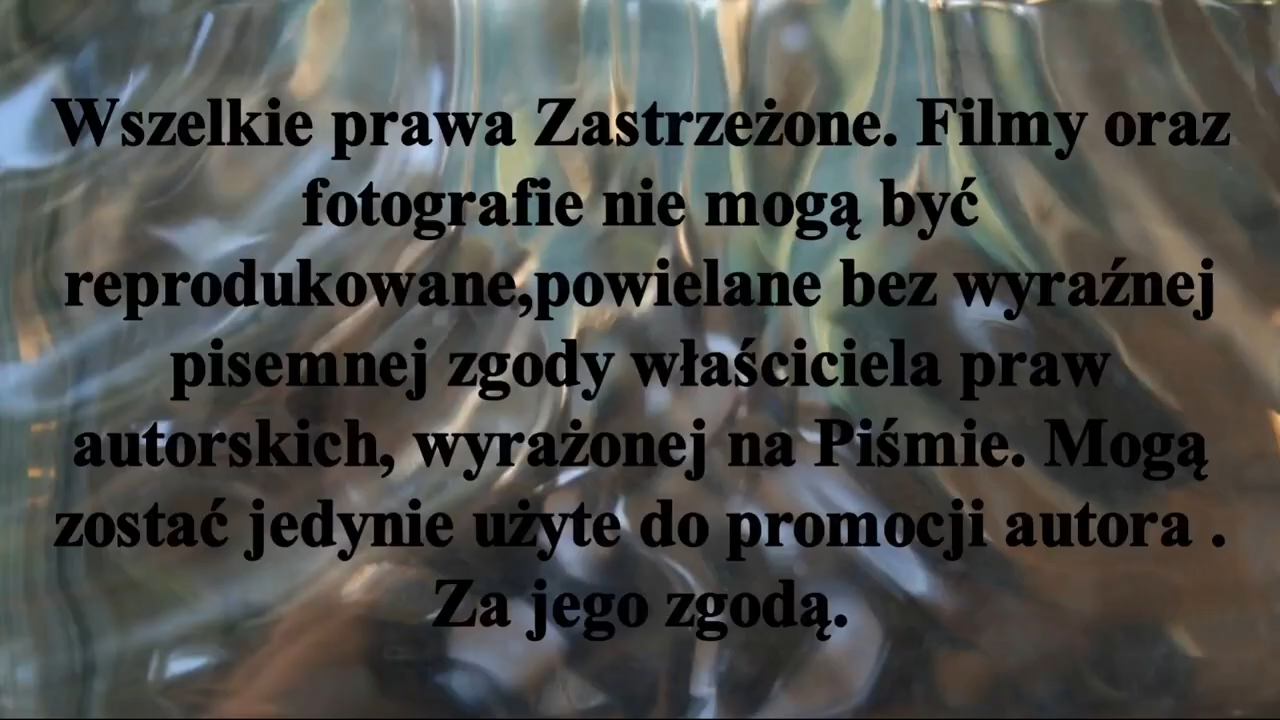 Wszelkie prawa Zastrzeżone. Filmy oraz
fotografie nie mogą być
reprodukowane,powielane bez wyraźnej
pisemnej zgody właściciela praw
autorskich, wyrażonej na Piśmie. Mogą
zostać jedynie użyte do promocji autora .
Za jego zgodą.